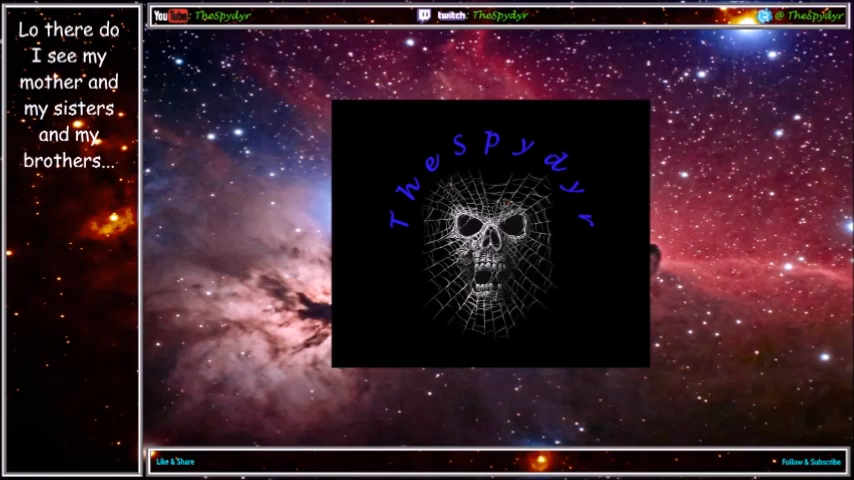 Lo there do
I see my
mother and
my sisters
and my
brothers...
YouTube: TheSpydyr
twitch: TheSpydyr
@ TheSpydyr
TheSpydyr
Like & Share
Follow & Subscribe